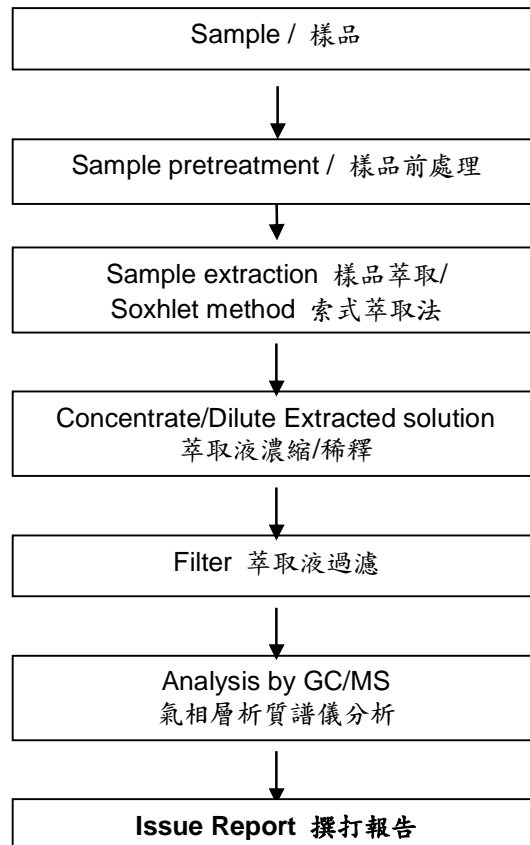 Sample / 樣品
Sample pretreatment / 樣品前處理
Sample extraction 樣品萃取/
Soxhlet method 索式萃取法
Concentrate/Dilute Extracted solution
萃取液濃縮/稀釋
Filter 萃取液過濾
Analysis by GC/MS
氣相層析質譜儀分析
Issue Report 撰打報告